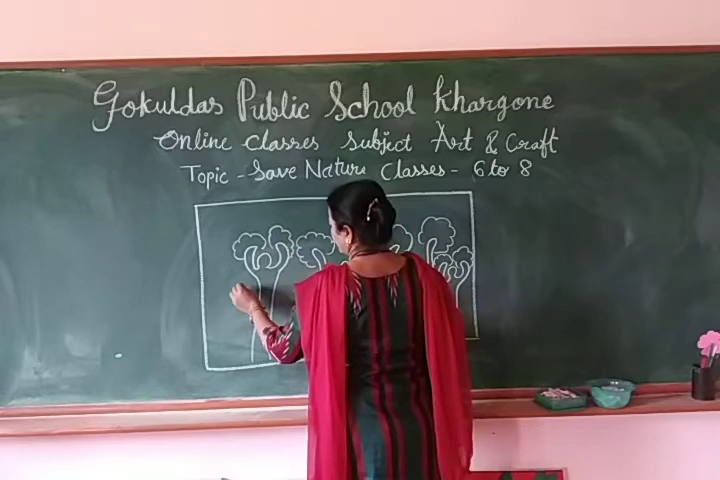 Gokuldas Public School Khargone
Online Classes Subject Art & Craft
Topic - Save Nature Classes - 6 to 8